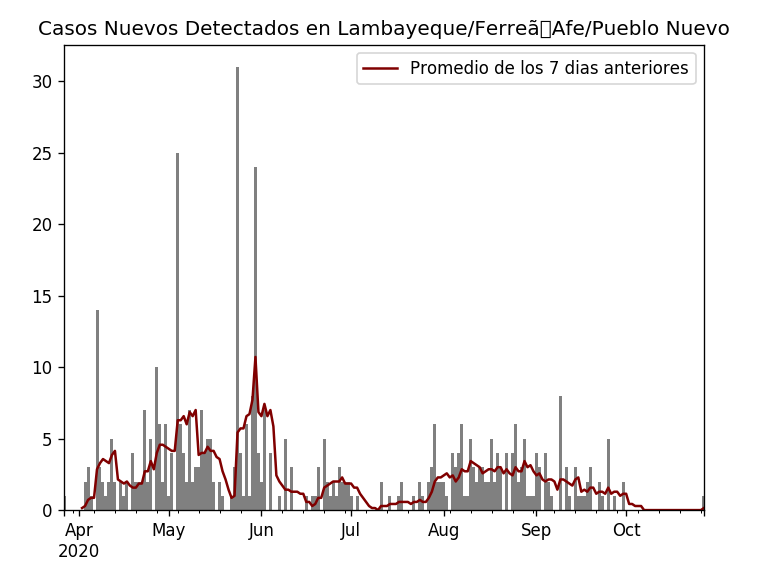 Casos Nuevos Detectados en Lambayeque/Ferreã▯Afe/Pueblo Nuevo
Promedio de los 7 dias anteriores
30
25
20
15
10
5
0
Apr May Jun Jul Aug Sep Oct
2020